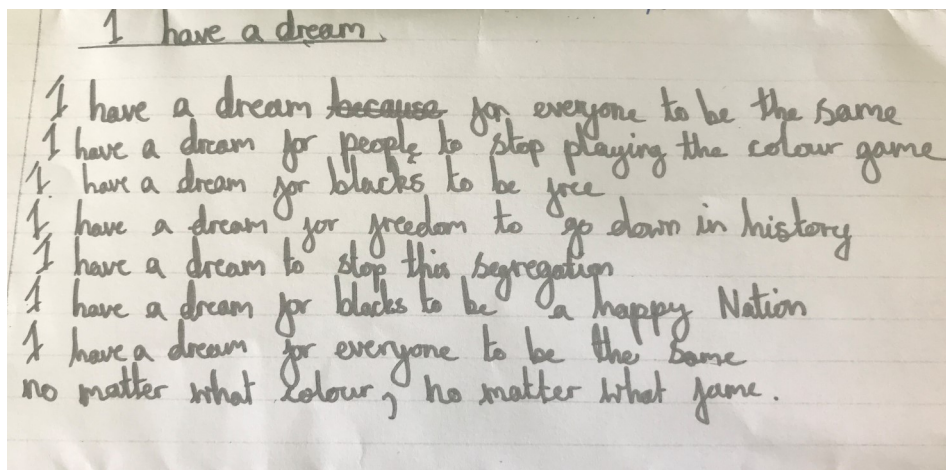 I have a dream.
I have a dream because for everyone to be the same
I have a dream for people to stop playing the colour game
I have a dream for blacks to be free
I have a dream for freedom to go down in history
I have a dream to stop this segregation
I have a dream for blacks to be a happy Nation
I have a dream for everyone to be the same
no matter what colour, no matter what fame.